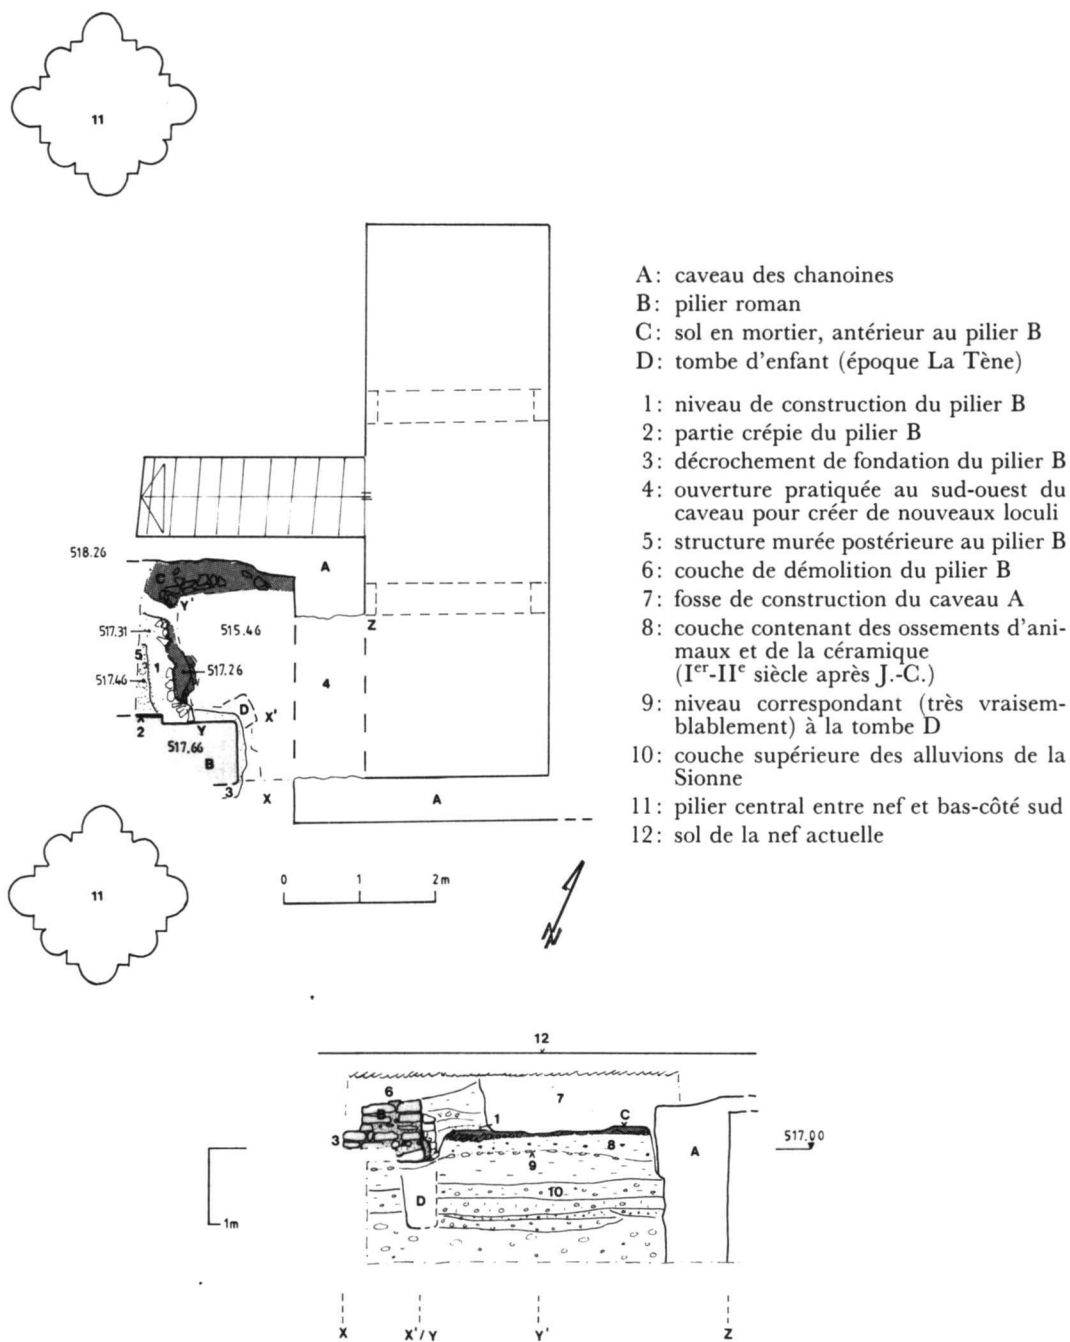 11
A: caveau des chanoines
B: pilier roman
C: sol en mortier, antérieur au pilier B
D: tombe d'enfant (époque La Tène)
1: niveau de construction du pilier B
2: partie crépie du pilier B
3: décrochement de fondation du pilier B
4: ouverture pratiquée au sud-ouest du
caveau pour créer de nouveaux loculi
5: structure murée postérieure au pilier B
6: couche de démolition du pilier B
7: fosse de construction du caveau A
8: couche contenant des ossements d'ani-
maux et de la céramique
(Ier-IIe siècle après J.-C.)
9: niveau correspondant (très vraisem-
blablement) à la tombe D
10: couche supérieure des alluvions de la
Sionne
11: pilier central entre nef et bas-côté sud
12: sol de la nef actuelle
518.26
A
C
Y'
Z
517.31
515.46
5
1
517.26
4
517.46
D
X'
2
Y
517.66
B
3
X
A
11
0 1 2m
N
12
6
7
B
1
C
3
8
517.00
9
A
10
D
1m
X X'/Y Y' Z